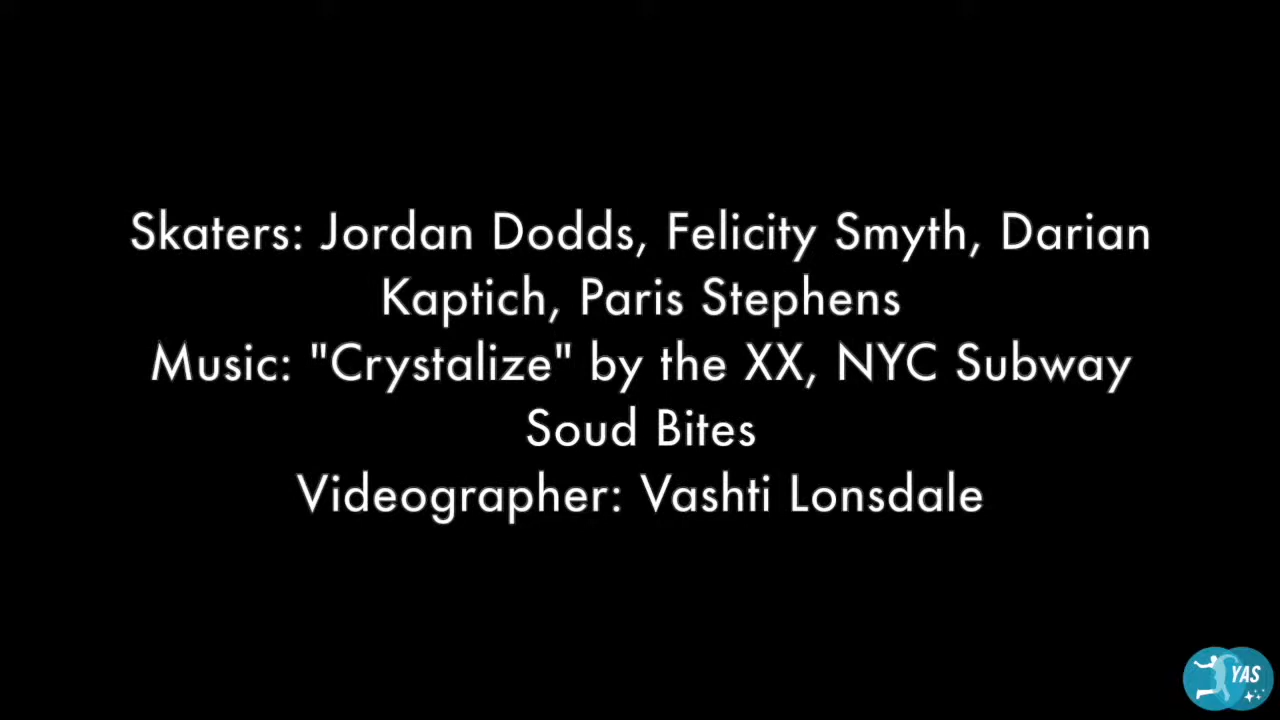 Skaters: Jordan Dodds, Felicity Smyth, Darian
Kaptich, Paris Stephens
Music: "Crystalize" by the XX, NYC Subway
Soud Bites
Videographer: Vashti Lonsdale
YAS